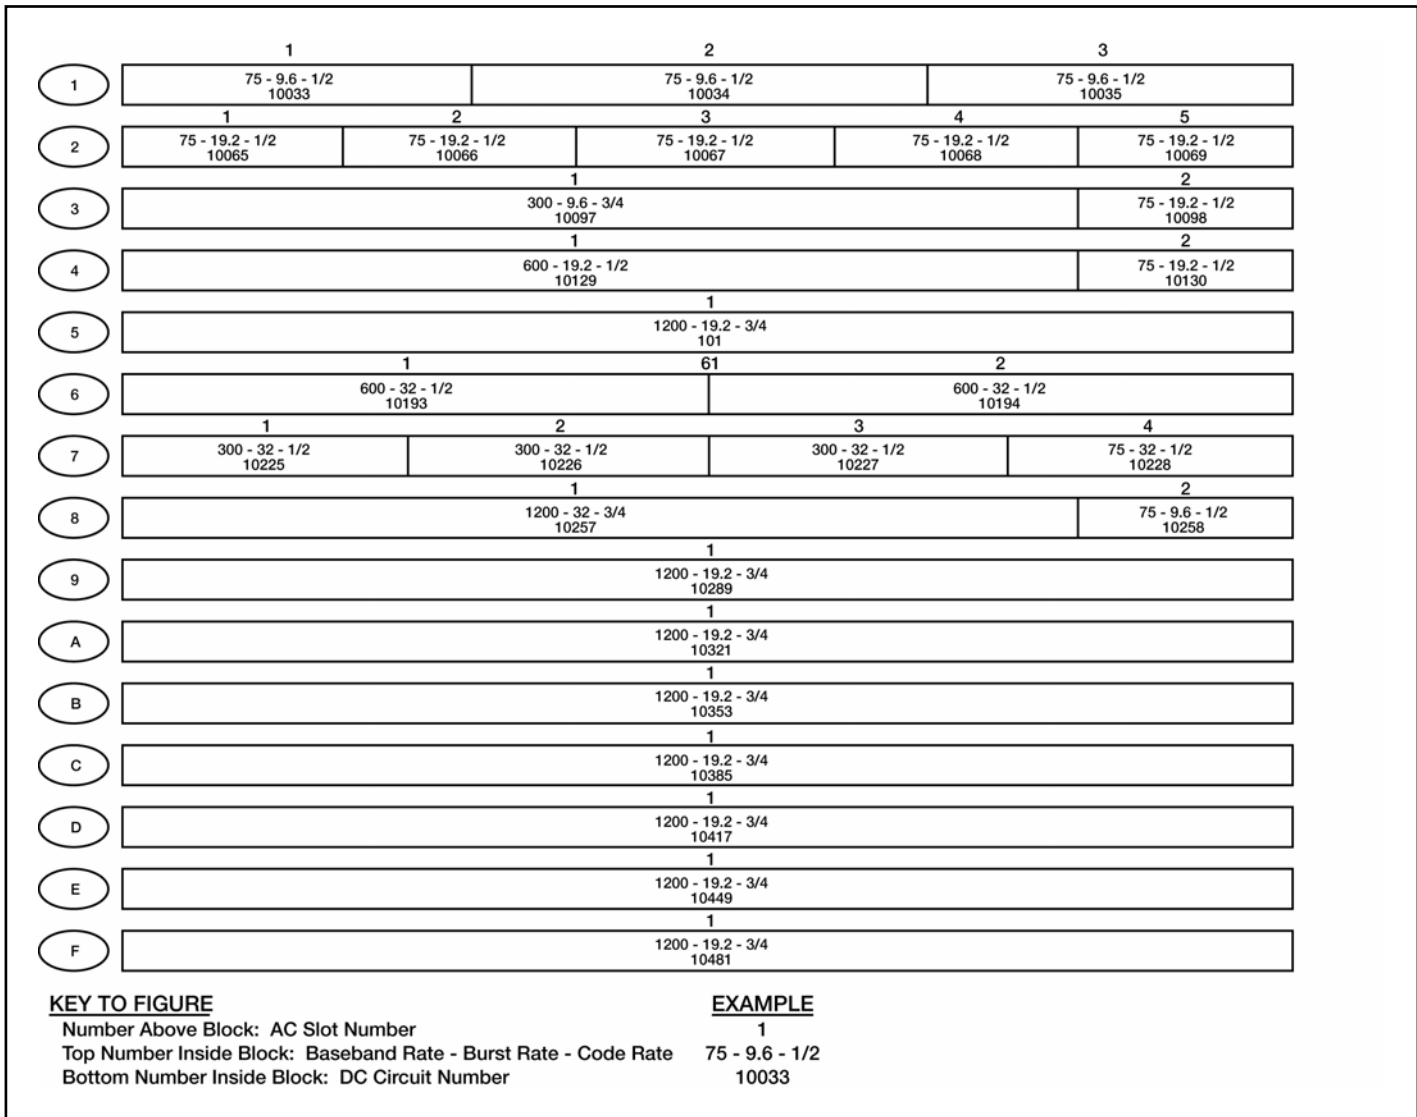 1 2 3
1
75 - 9.6 - 1/2 75 - 9.6 - 1/2 75 - 9.6 - 1/2
10033 10034 10035
1 2 3 4 5
2
75 - 19.2 - 1/2 75 - 19.2 - 1/2 75 - 19.2 - 1/2 75 - 19.2 - 1/2 75 - 19.2 - 1/2
10065 10066 10067 10068 10069
1 2
3
300 - 9.6 - 3/4 75 - 19.2 - 1/2
10097 10098
1 2
4
600 - 19.2 - 1/2 75 - 19.2 - 1/2
10129 10130
1
5
1200 - 19.2 - 3/4
101
1 61 2
6
600 - 32 - 1/2 600 - 32 - 1/2
10193 10194
1 2 3 4
7
300 - 32 - 1/2 300 - 32 - 1/2 300 - 32 - 1/2 75 - 32 - 1/2
10225 10226 10227 10228
1 2
8
1200 - 32 - 3/4 75 - 9.6 - 1/2
10257 10258
1
9
1200 - 19.2 - 3/4
10289
1
A
1200 - 19.2 - 3/4
10321
1
B
1200 - 19.2 - 3/4
10353
1
C
1200 - 19.2 - 3/4
10385
1
D
1200 - 19.2 - 3/4
10417
1
E
1200 - 19.2 - 3/4
10449
1
F
1200 - 19.2 - 3/4
10481
KEY TO FIGURE EXAMPLE
Number Above Block: AC Slot Number 1
Top Number Inside Block: Baseband Rate - Burst Rate - Code Rate 75 - 9.6 - 1/2
Bottom Number Inside Block: DC Circuit Number 10033